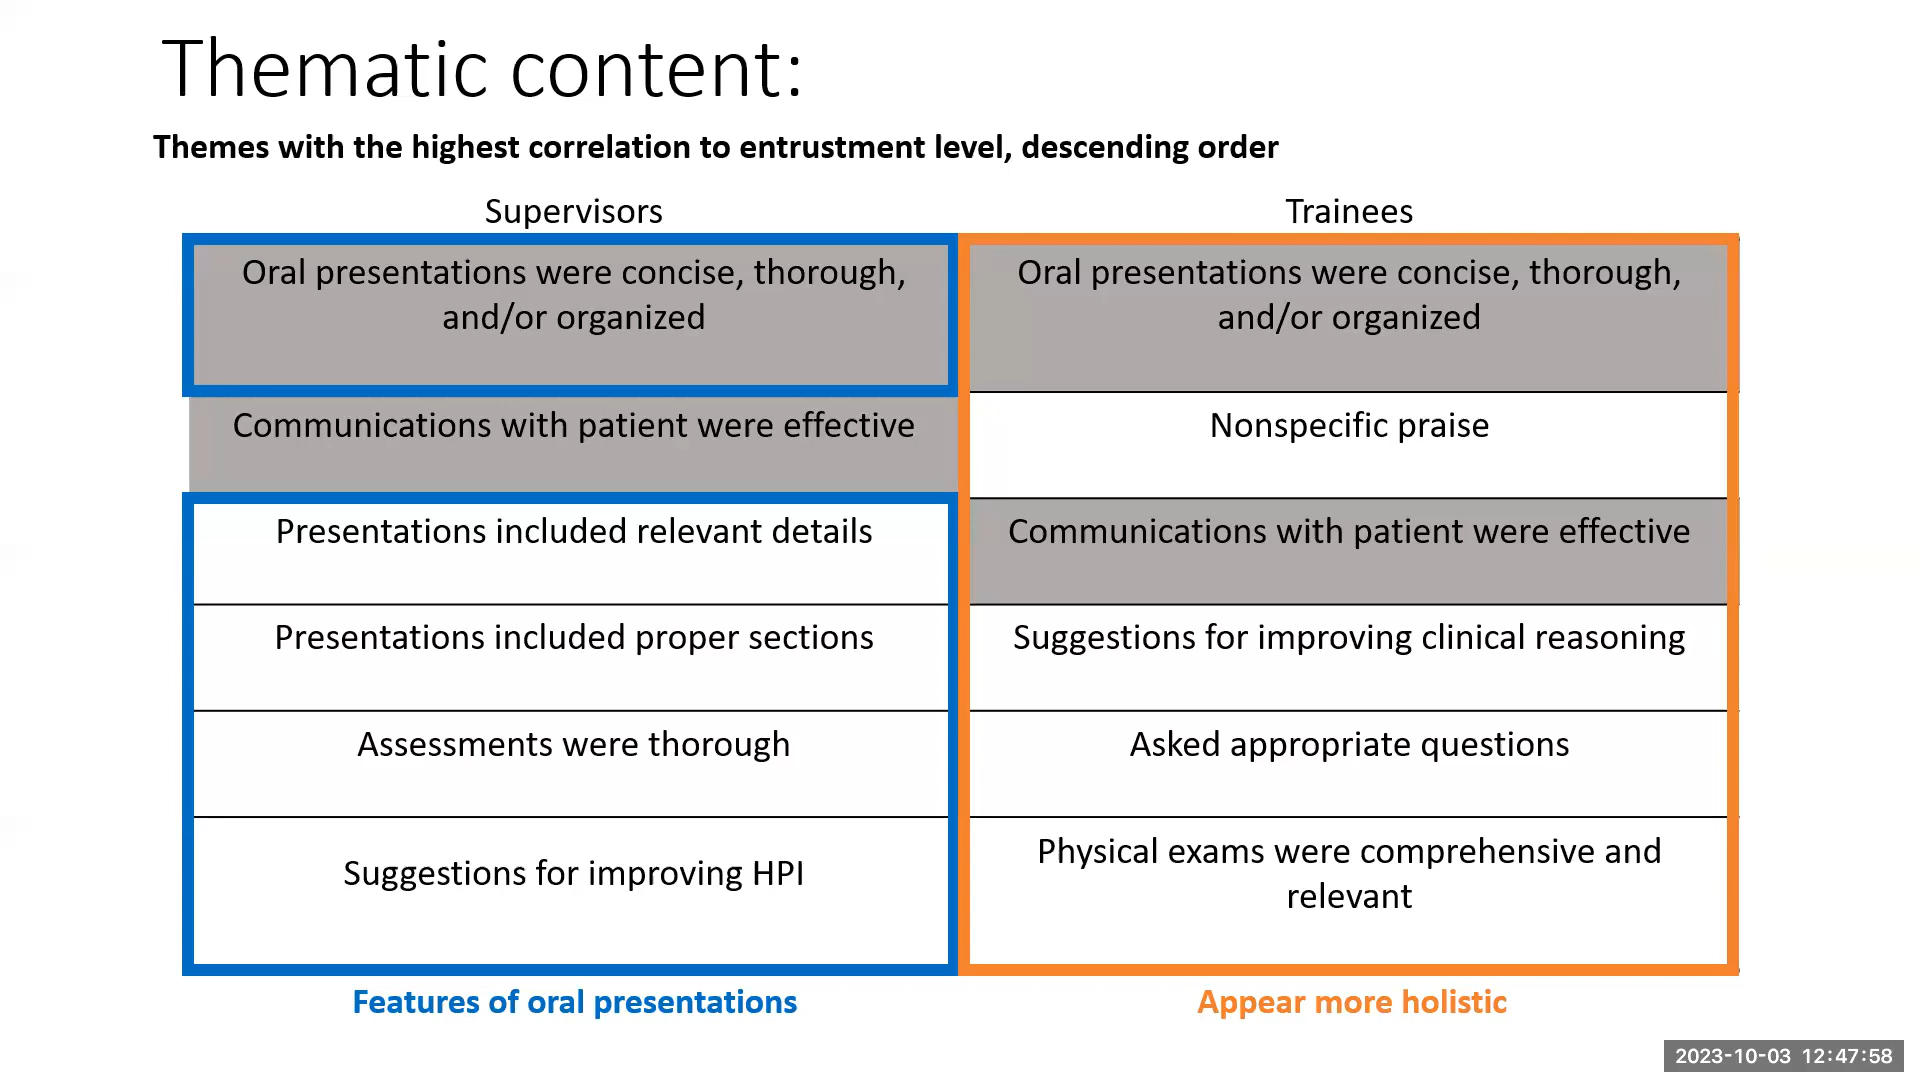 Thematic content:
Themes with the highest correlation to entrustment level, descending order
Supervisors
Trainees
Oral presentations were concise, thorough,
and/or organized
Oral presentations were concise, thorough,
and/or organized
Communications with patient were effective
Nonspecific praise
Presentations included relevant details
Communications with patient were effective
Presentations included proper sections
Suggestions for improving clinical reasoning
Assessments were thorough
Asked appropriate questions
Suggestions for improving HPI
Physical exams were comprehensive and
relevant
Features of oral presentations
Appear more holistic
2023-10-03 12:47:58